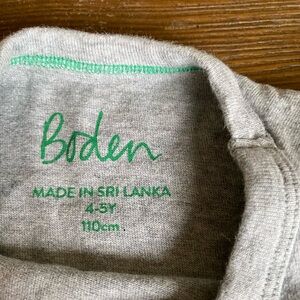 Boden
MADE IN SRI LANKA
4-5Y
110cm